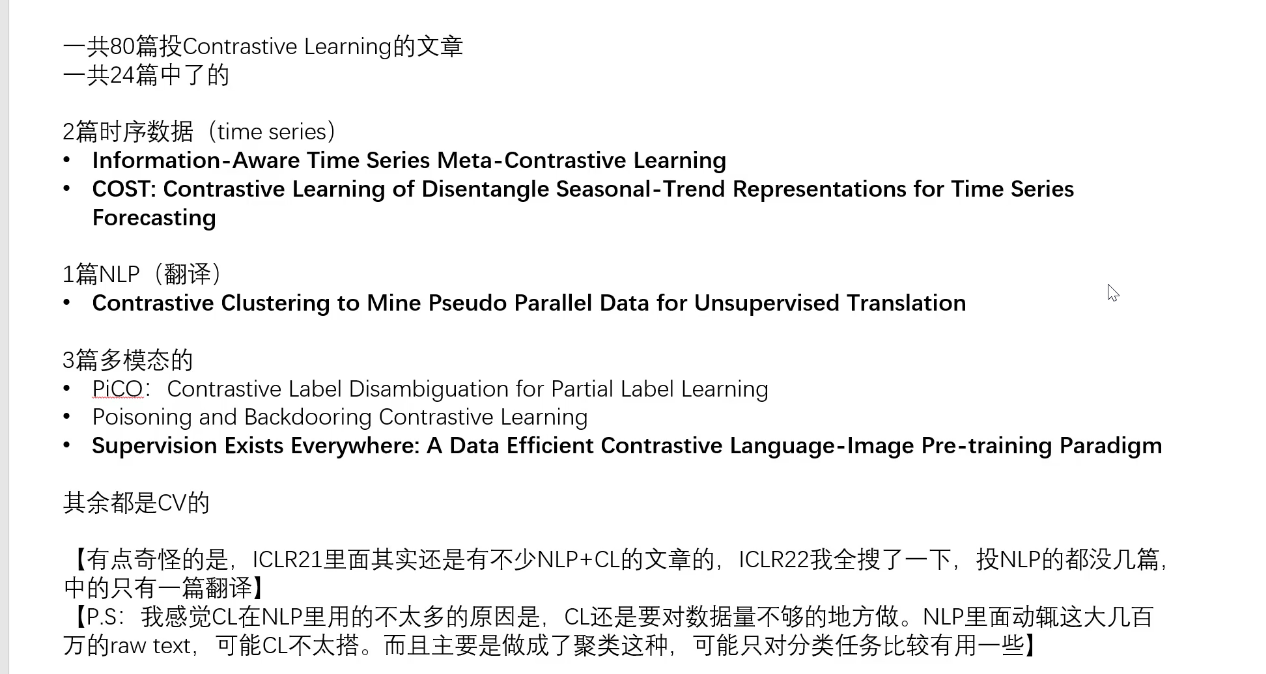 一共80篇投Contrastive Learning的文章
一共24篇中了的
2篇时序数据（time series）
• Information-Aware Time Series Meta-Contrastive Learning
• COST: Contrastive Learning of Disentangle Seasonal-Trend Representations for Time Series
Forecasting
1篇NLP（翻译）
• Contrastive Clustering to Mine Pseudo Parallel Data for Unsupervised Translation
3篇多模态的
• PiCO：Contrastive Label Disambiguation for Partial Label Learning
• Poisoning and Backdooring Contrastive Learning
• Supervision Exists Everywhere: A Data Efficient Contrastive Language-Image Pre-training Paradigm
其余都是CV的
【有点奇怪的是，ICLR21里面其实还是有不少NLP+CL的文章的，ICLR22我全搜了一下，投NLP的都没几篇，
中的只有一篇翻译】
【P.S：我感觉CL在NLP里用的不太多的原因是，CL还是要对数据量不够的地方做。NLP里面动辄这大几百
万的raw text，可能CL不太搭。而且主要是做成了聚类这种，可能只对分类任务比较有用一些】